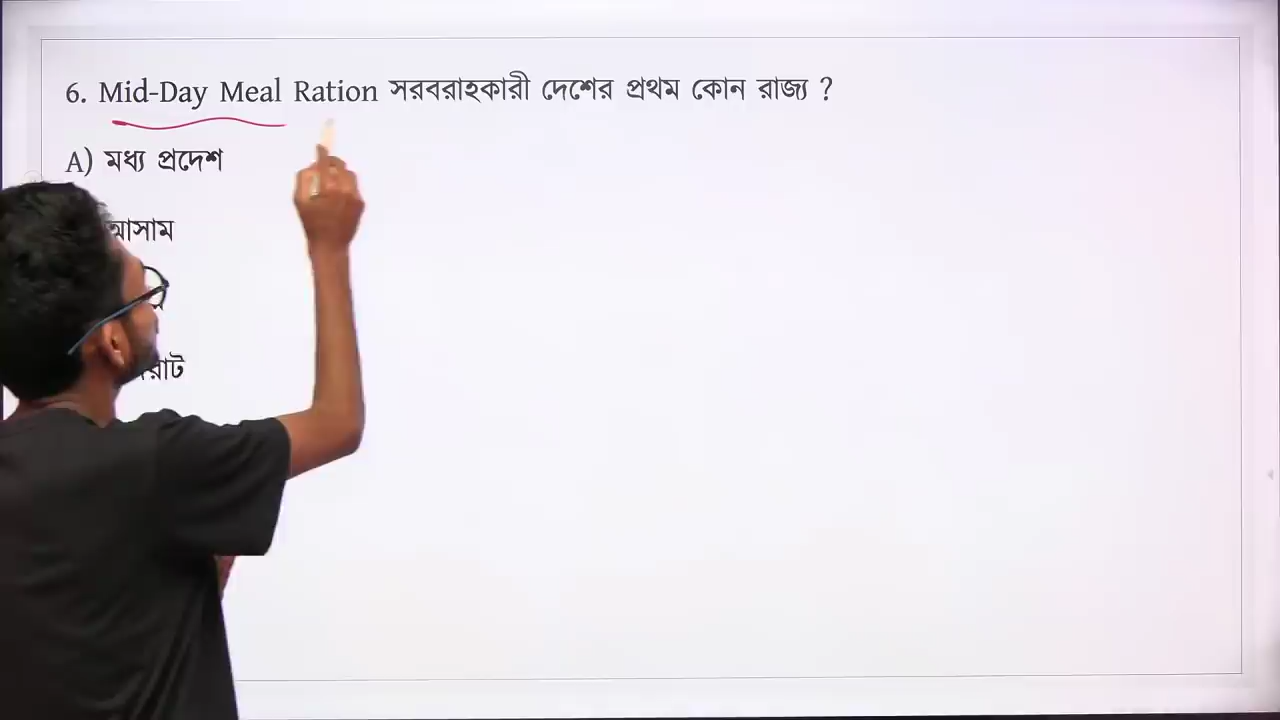 6. Mid-Day Meal Ration সরবরাহকারী দেশের প্রথম কোন রাজ্য ?
A) মধ্য প্রদেশ
আসাম